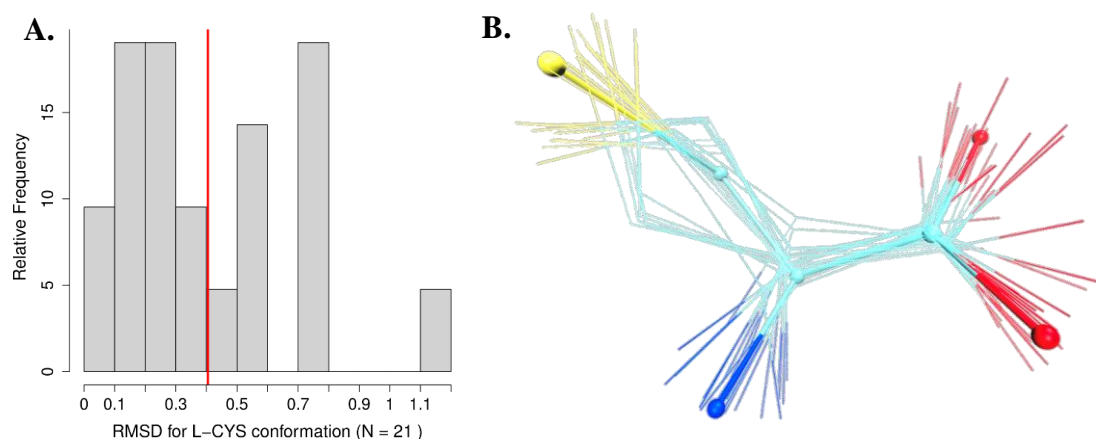 A.
B.
Relative Frequency
15
10
5
0
0 0.1 0.3 0.5 0.7 0.9 1 1.1
RMSD for L−CYS conformation (N = 21 )